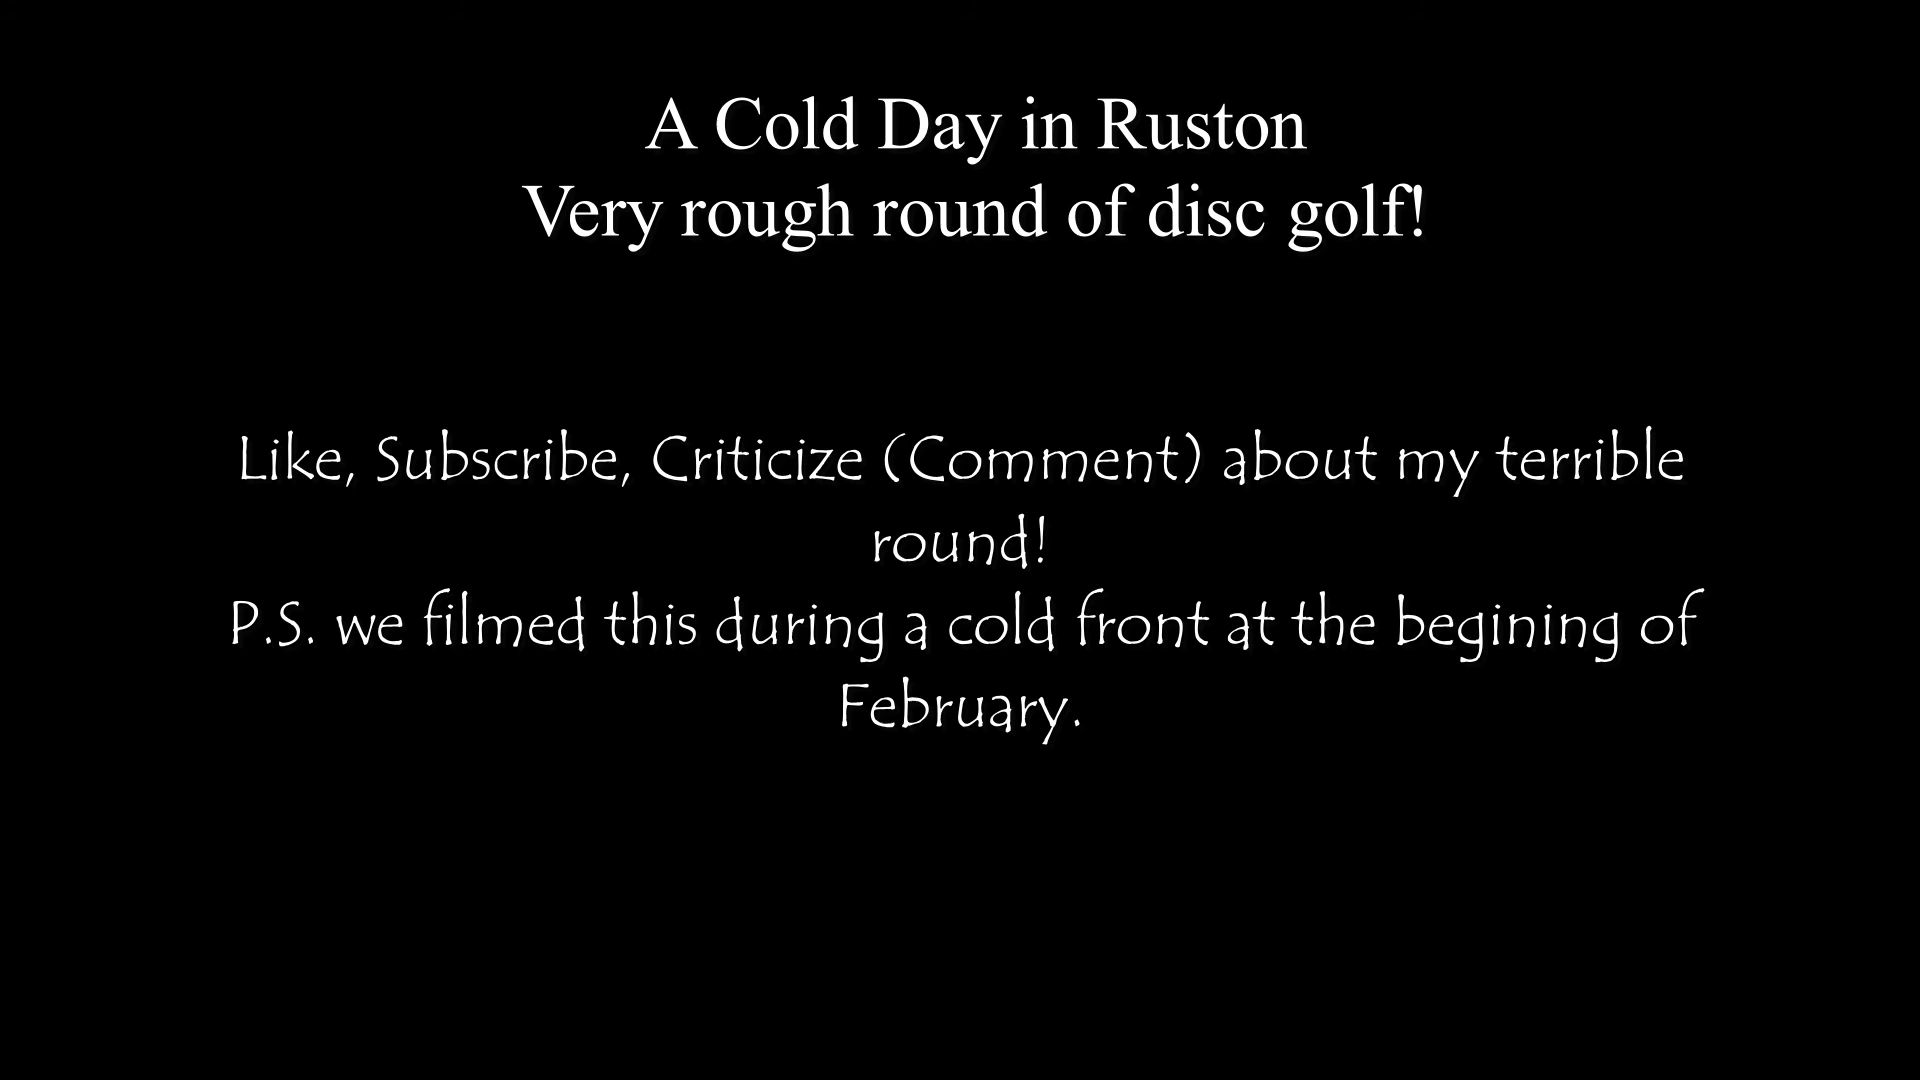 A Cold Day in Ruston
Very rough round of disc golf!
Like, Subscribe, Criticize (Comment) about my terrible
round!
P.S. we filmed this during a cold front at the begining of
February.